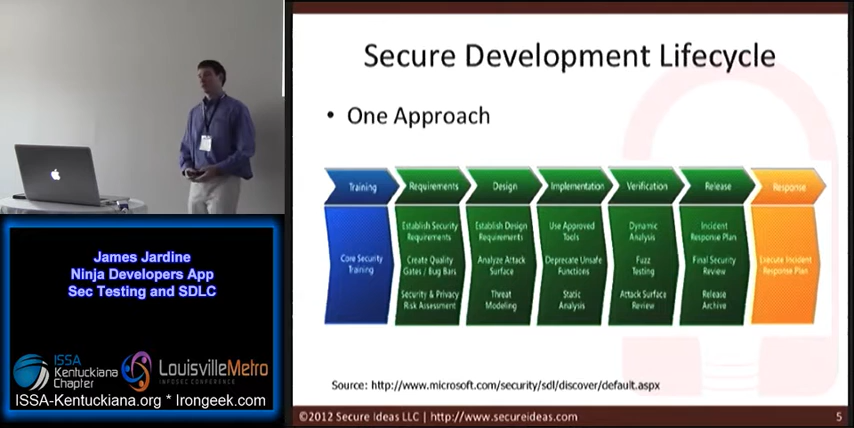 Secure Development Lifecycle
• One Approach
Training
Requirements
Design
Implementation
Verification
Release
Response
Core Security
Training
Establish Security
Requirements
Create Quality
Gates / Bug Bars
Security & Privacy
Risk Assessment
Establish Design
Requirements
Analyze Attack
Surface
Threat
Modeling
Use Approved
Tools
Deprecate Unsafe
Functions
Static
Analysis
Dynamic
Analysis
Fuzz
Testing
Attack Surface
Review
Incident
Response Plan
Final Security
Review
Release
Archive
Execute Incident
Response Plan
Source: http://www.microsoft.com/security/sdl/discover/default.aspx
©2012 Secure Ideas LLC | http://www.secureideas.com
5
James Jardine
Ninja Developers App
Sec Testing and SDLC
ISSA
Kentuckiana
Chapter
LouisvilleMetro
INFOSEC CONFERENCE
ISSA-Kentuckiana.org * Irongeek.com